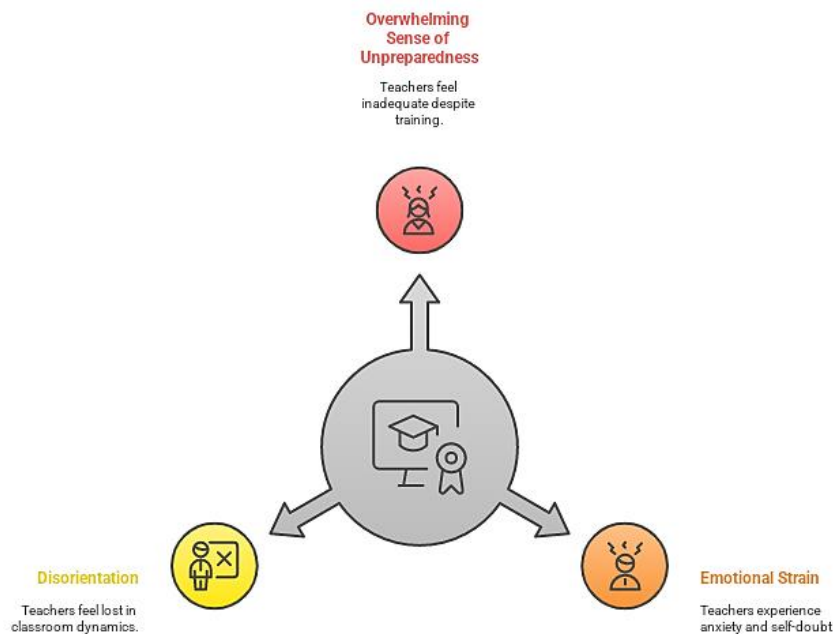 Overwhelming
Sense of
Unpreparedness
Teachers feel
inadequate despite
training.
Disorientation
Teachers feel lost in
classroom dynamics.
Emotional Strain
Teachers experience
anxiety and self-doubt